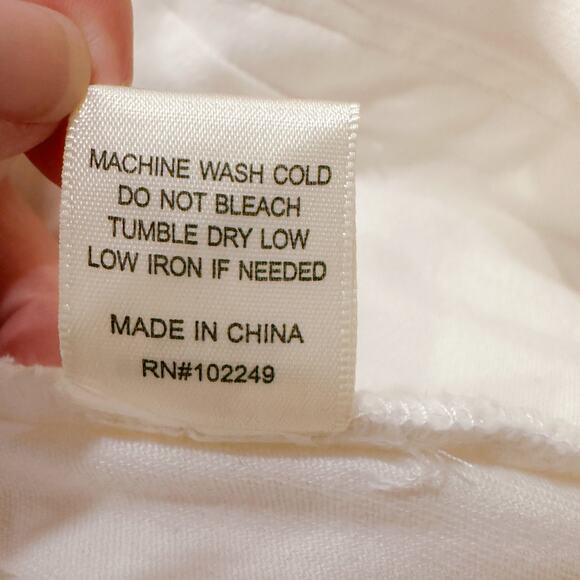 MACHINE WASH COLD
DO NOT BLEACH
TUMBLE DRY LOW
LOW IRON IF NEEDED
MADE IN CHINA
RN#102249